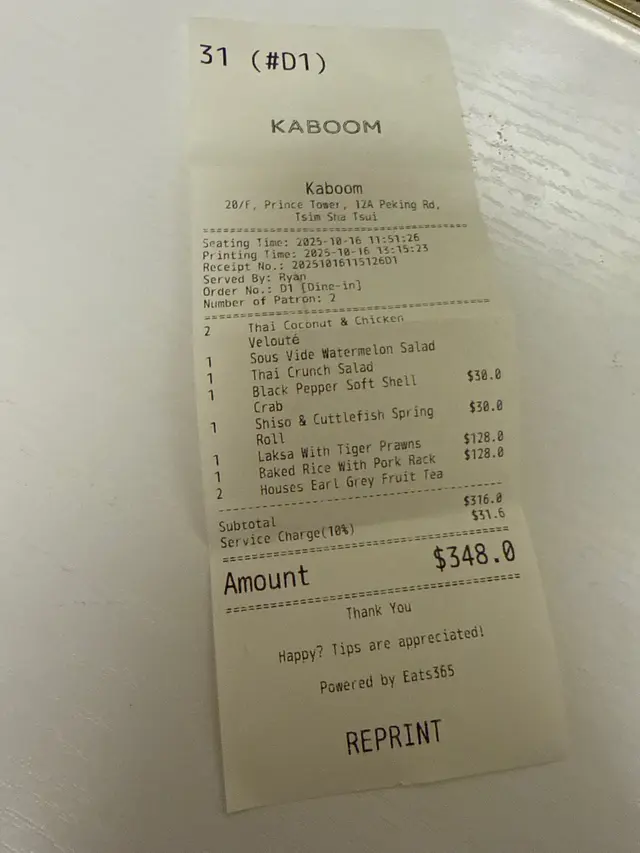 31 (#D1)
KABOOM
Kaboom
20/F, Prince Tower, 12A Peking Rd,
Tsim Sha Tsui
Seating Time: 2025-10-16 11:51:26
Printing Time: 2025-10-16 13:15:23
Receipt No.: 20251016115126D1
Served By: Ryan
Order No.: D1 [Dine-in]
Number of Patron: 2
2 Thai Coconut & Chicken
Velouté
1 Sous Vide Watermelon Salad
1 Thai Crunch Salad
1 Black Pepper Soft Shell $30.0
Crab
1 Shiso & Cuttlefish Spring $30.0
Roll
1 Laksa With Tiger Prawns $128.0
1 Baked Rice With Pork Rack $128.0
2 Houses Earl Grey Fruit Tea
Subtotal $316.0
Service Charge(10%) $31.6
Amount $348.0
Thank You
Happy? Tips are appreciated!
Powered by Eats365
REPRINT